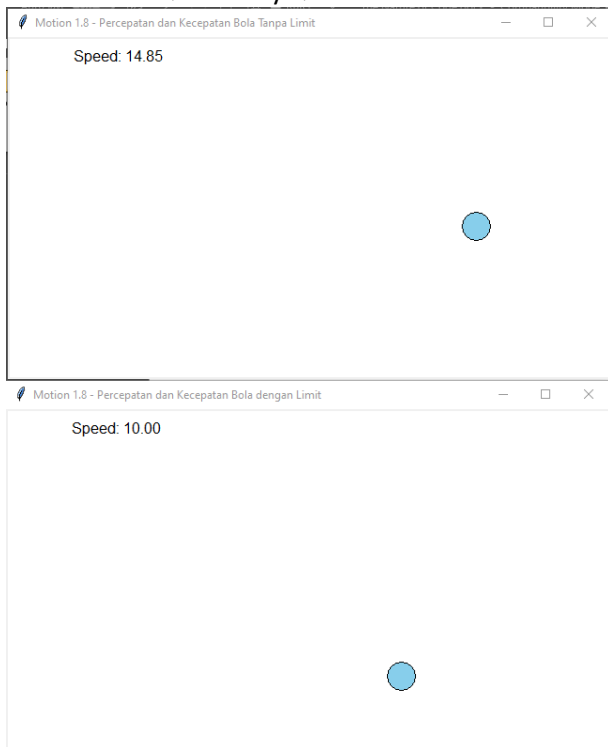 Motion 1.8 - Percepatan dan Kecepatan Bola Tanpa Limit
Speed: 14.85
Motion 1.8 - Percepatan dan Kecepatan Bola dengan Limit
Speed: 10.00